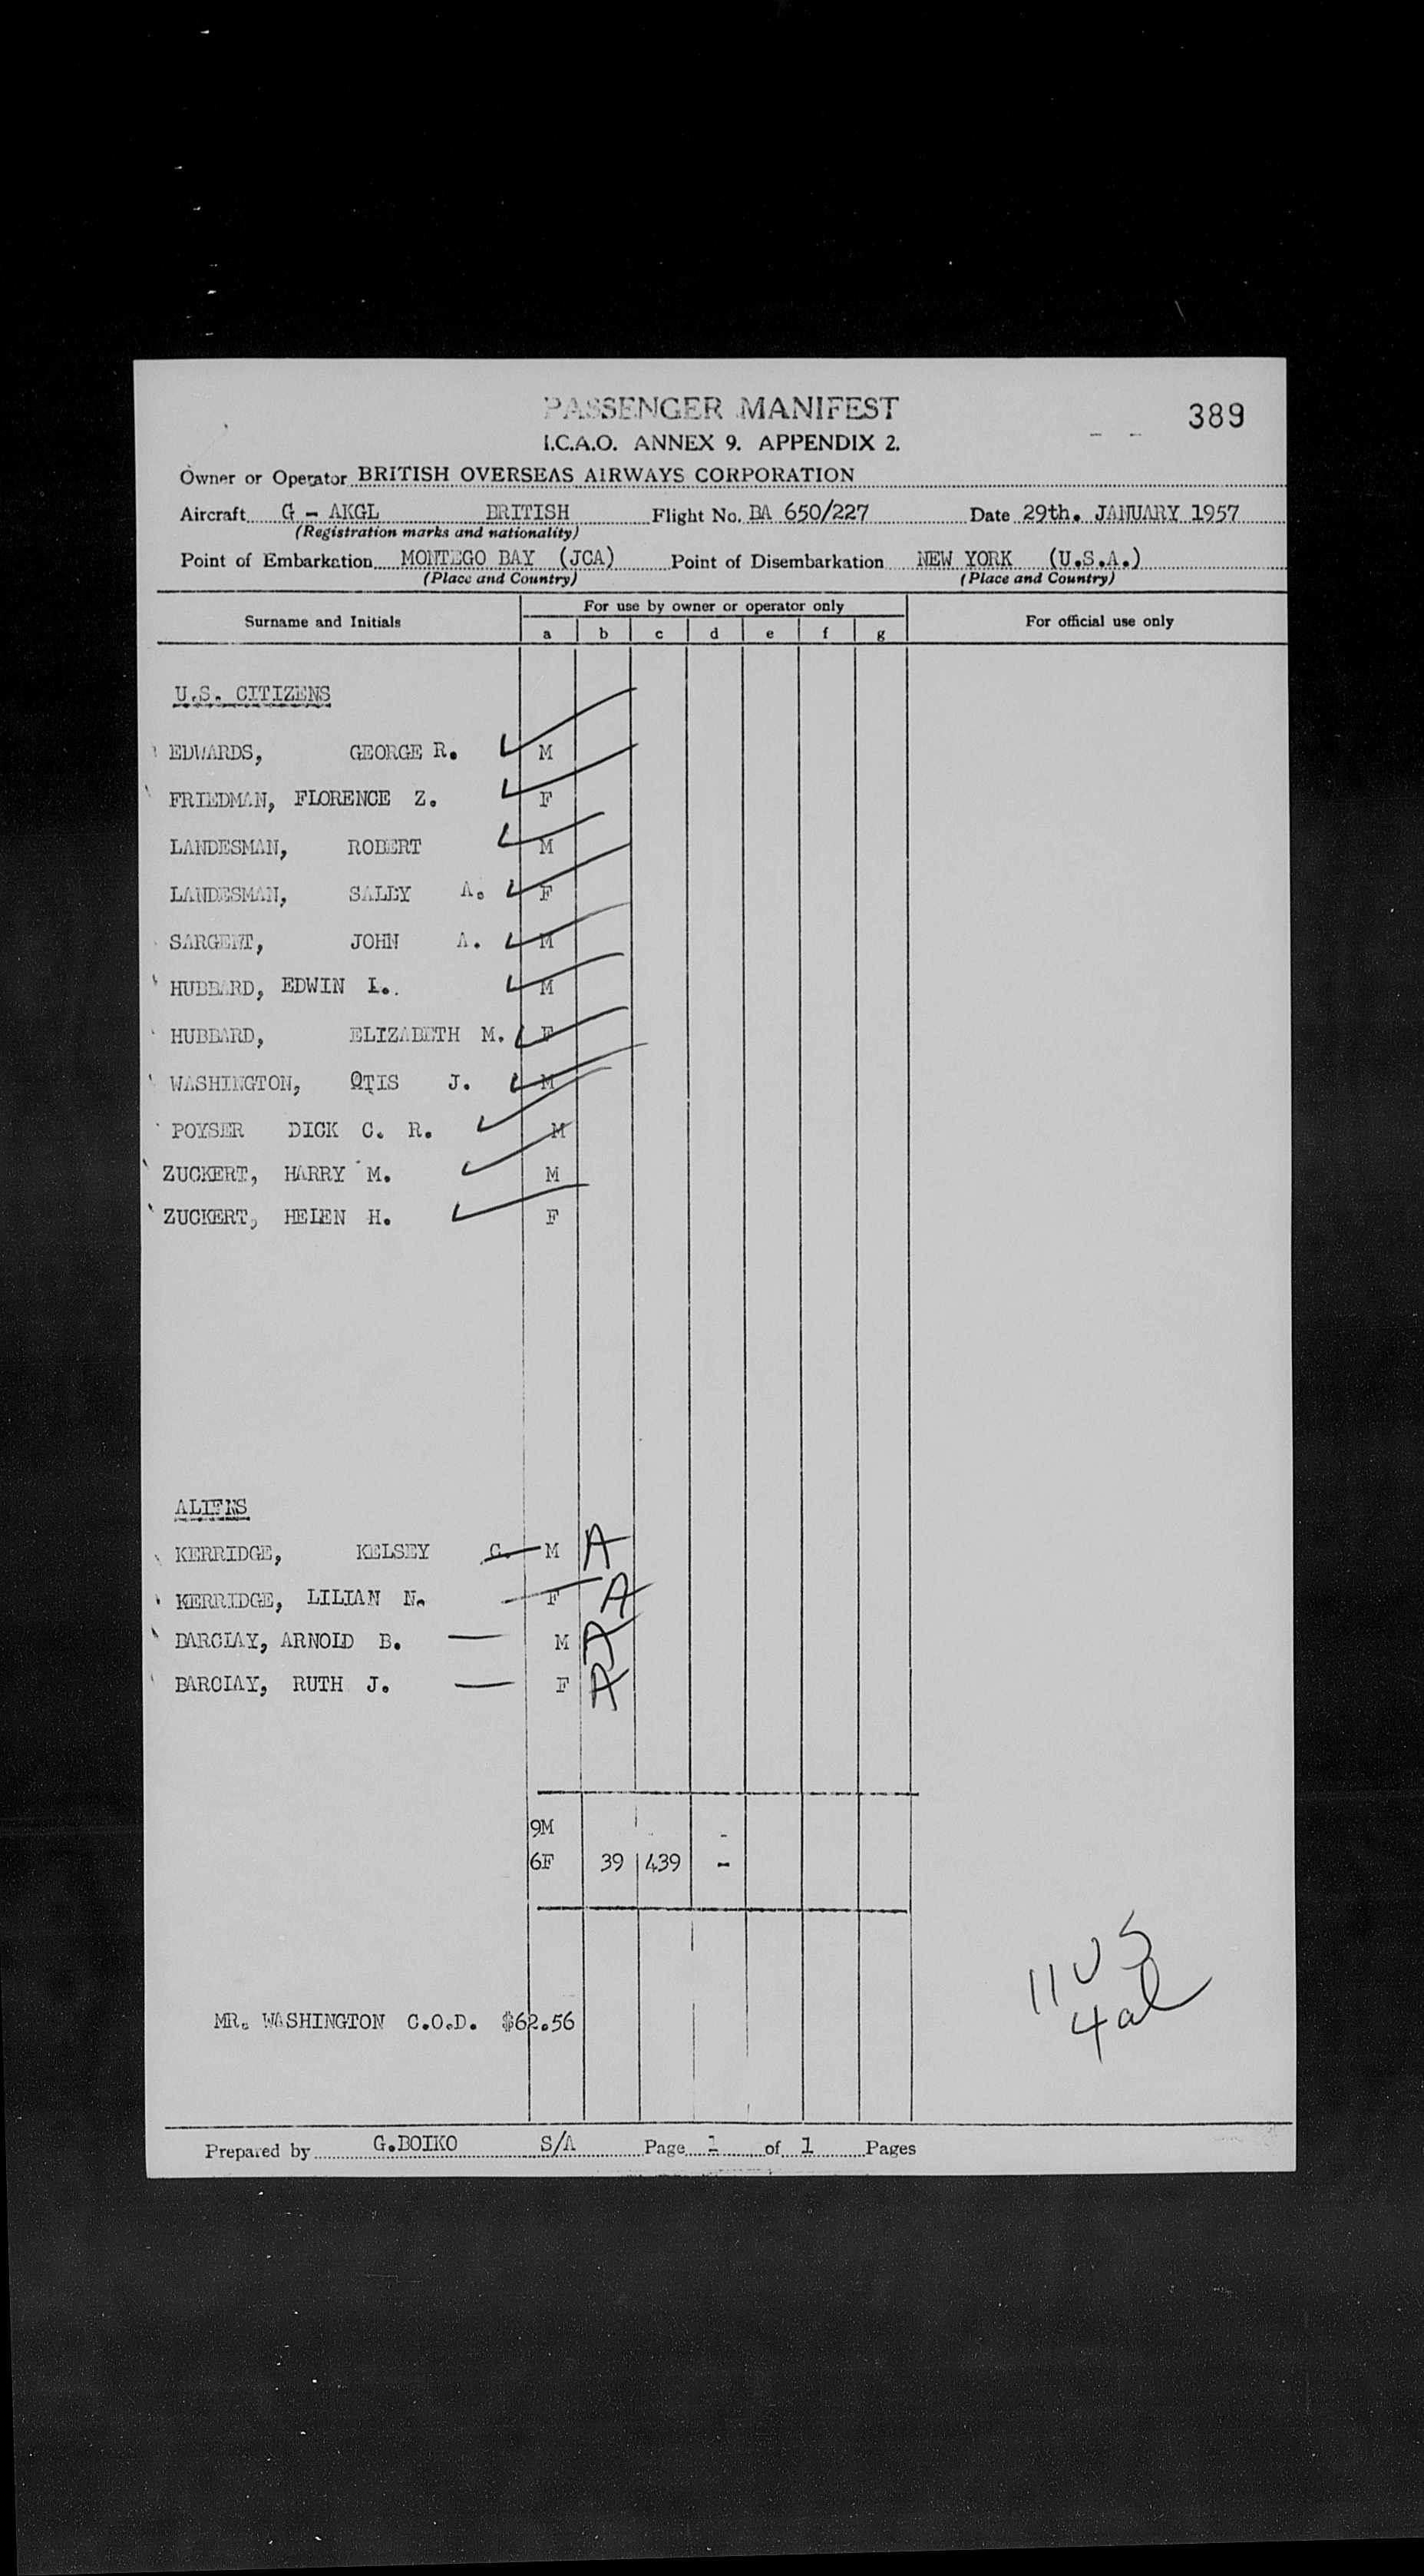 PASSENGER MANIFEST
389
I.C.A.O. ANNEX 9. APPENDIX 2.
Owner or Operator BRITISH OVERSEAS AIRWAYS CORPORATION
Aircraft G - AKGL BRITISH Flight No. BA 650/227 Date 29th. JANUARY 1957
(Registration marks and nationality)
Point of Embarkation MONTEGO BAY (JCA) Point of Disembarkation NEW YORK (U.S.A.)
(Place and Country) (Place and Country)
Surname and Initials For use by owner or operator only For official use only
a b c d e f g
U.S. CITIZENS
EDWARDS, GEORGE R. M
FRIEDMAN, FLORENCE Z. F
LANDESMAN, ROBERT M
LANDESMAN, SALLY A. F
SARGENT, JOHN A. M
HUBBARD, EDWIN L. M
HUBBARD, ELIZABETH M. F
WASHINGTON, OTIS J. M
POYSER DICK C. R. M
ZUCKERT, HARRY M. M
ZUCKERT, HELEN H. F
ALIENS
KERRIDGE, KELSEY C. M A
KERRIDGE, LILIAN N. F A
BARCLAY, ARNOLD B. M A
BARCLAY, RUTH J. F A
9M -
6F 39 439 -
11 US
4 al
MR. WASHINGTON C.O.D. $62.56
Prepared by G.BOIKO S/A Page 1 of 1 Pages